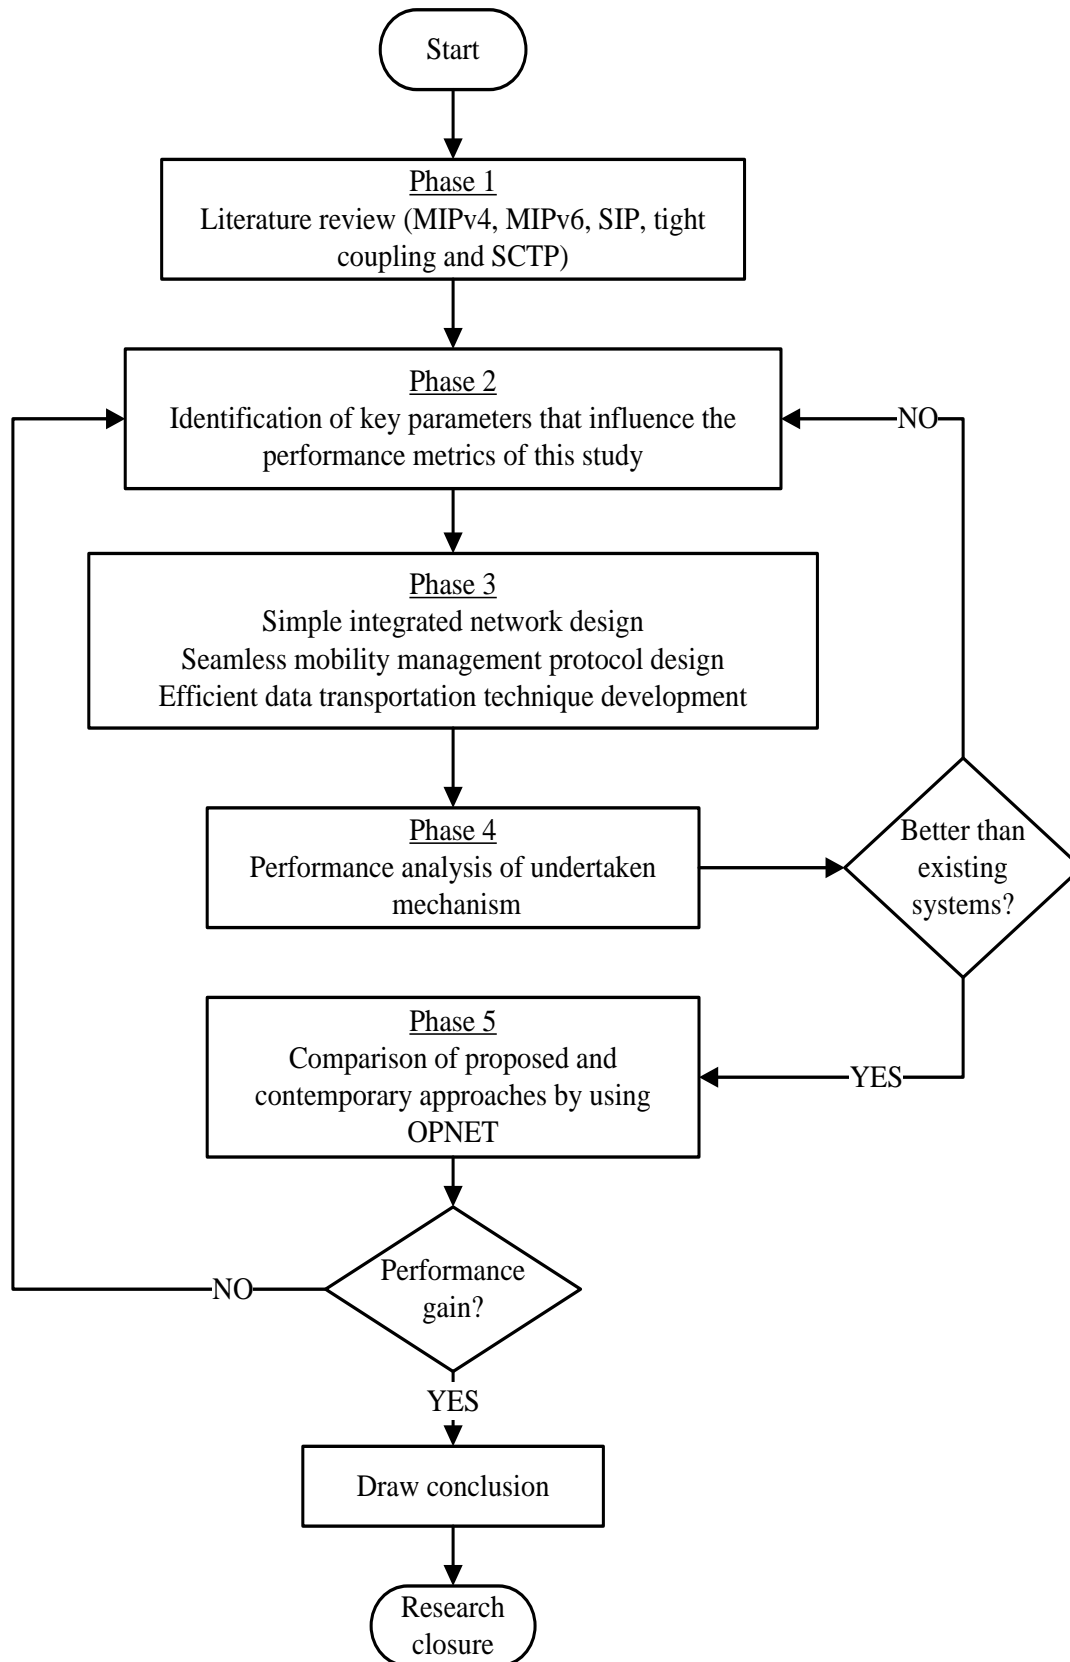 Start
Phase 1
Literature review (MIPv4, MIPv6, SIP, tight
coupling and SCTP)
Phase 2
Identification of key parameters that influence the
performance metrics of this study
NO
Phase 3
Simple integrated network design
Seamless mobility management protocol design
Efficient data transportation technique development
Phase 4
Performance analysis of undertaken
mechanism
Better than
existing
systems?
Phase 5
Comparison of proposed and
contemporary approaches by using
OPNET
YES
Performance
gain?
NO
YES
Draw conclusion
Research
closure